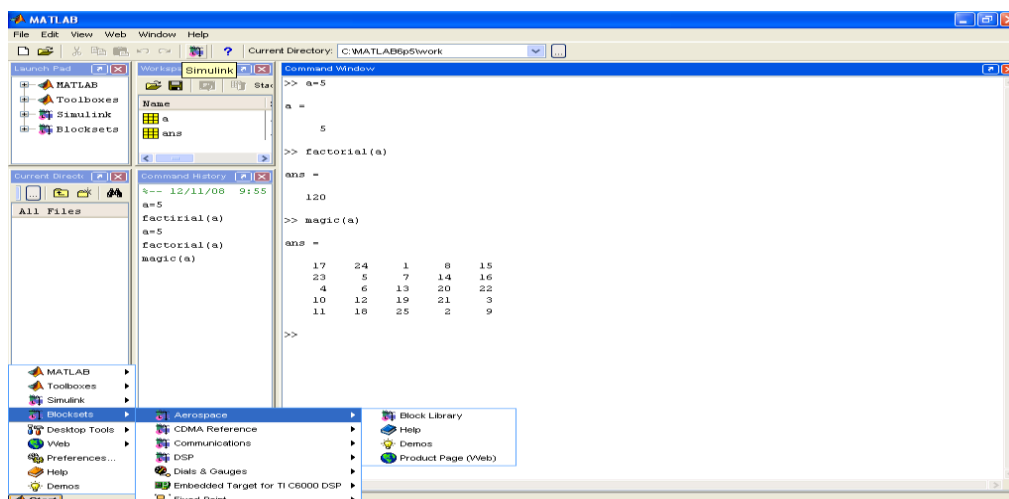 MATLAB
File Edit View Web Window Help
? Current Directory: C:\MATLAB6p5\work ...
Simulink
Launch Pad
MATLAB
Toolboxes
Simulink
Blocksets
Name
a
ans
Command History
%-- 12/11/08 9:55
a=5
factirial(a)
a=5
factorial(a)
magic(a)
All Files
Command Window
>> a=5
a =
5
>> factorial(a)
ans =
120
>> magic(a)
ans =
17 24 1 8 15
23 5 7 14 16
4 6 13 20 22
10 12 19 21 3
11 18 25 2 9
>>
MATLAB
Toolboxes
Simulink
Blocksets
Desktop Tools
Web
Preferences...
Help
Demos
Aerospace
CDMA Reference
Communications
DSP
Dials & Gauges
Embedded Target for TI C6000 DSP
Fixed-Point
Block Library
Help
Demos
Product Page (Web)